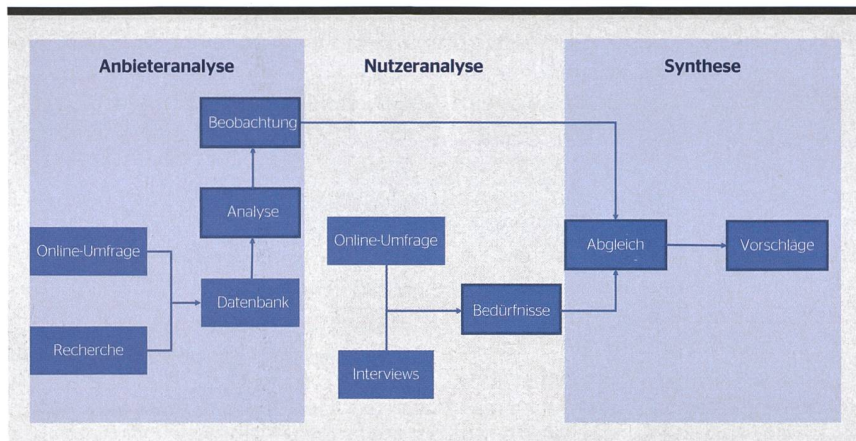 Anbieteranalyse
Nutzeranalyse
Synthese
Beobachtung
Analyse
Online-Umfrage
Datenbank
Recherche
Online-Umfrage
Bedürfnisse
Interviews
Abgleich
Vorschläge